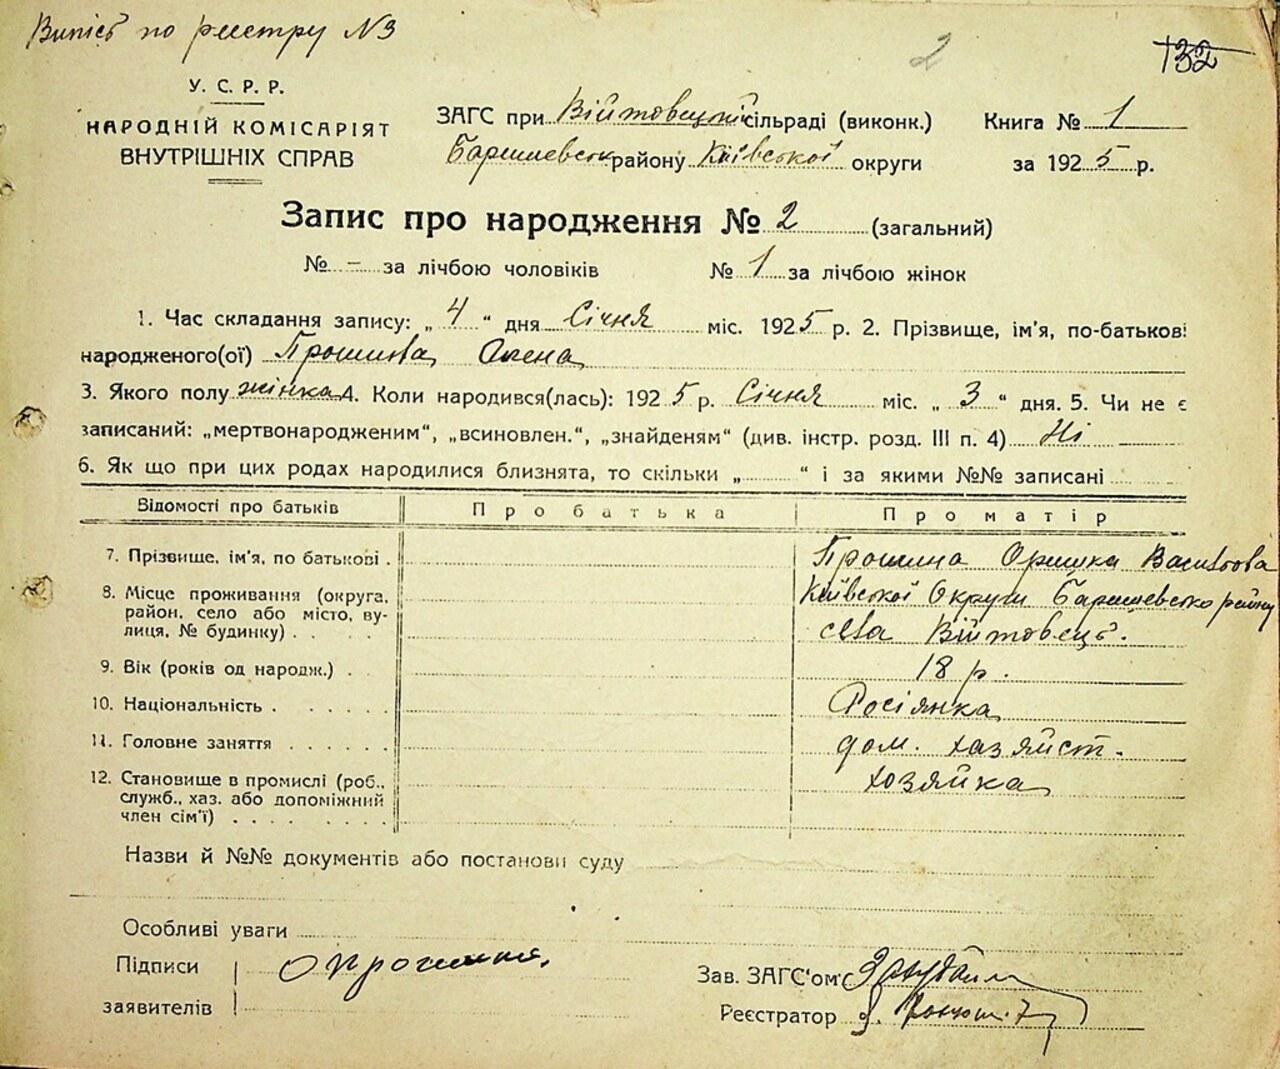 Випіс по реєстру № 3
2
132
У. С. Р. Р.
НАРОДНІЙ КОМІСАРІЯТ
ВНУТРІШНІХ СПРАВ
ЗАГС при Війтовецькій сільраді (виконк.)
Баришевськ району Київської округи
Книга № 1
за 1925 р.
Запис про народження № 2 (загальний)
№ - за лічбою чоловіків № 1 за лічбою жінок
1. Час складання запису: „ 4 “ дня Січня міс. 1925 р. 2. Прізвище, ім’я, по-батькові
народженого(ої) Олена
3. Якого полу жінка 4. Коли народився(лась): 1925 р. Січня міс. „ 3 “ дня. 5. Чи не є
записаний: „мертвонародженим“, „всиновлен.“, „знайденям“ (див. інстр. розд. III п. 4) Ні
6. Як що при цих родах народилися близнята, то скільки „ “ і за якими №№ записані
Відомості про батьків Про батька Про матір
7. Прізвище, ім’я, по батькові . Прошина Оришка Василівна
8. Місце проживання (округа, район, село або місто, вулиця, № будинку) . . Київської Округи Баришевсько району
села Війтовець.
9. Вік (років од народж.) . 18 р.
10. Національність . . . . . . Росіянка
11. Головне заняття . . . . . . дом. хазяйст.
12. Становище в промислі (роб., служб., хаз. або допоміжний член сім’ї) . . . . . хозяйка
Назви й №№ документів або постанови суду
Особливі уваги
Підписи
заявителів
О Прошина
Зав. ЗАГС‘ом
Реєстратор